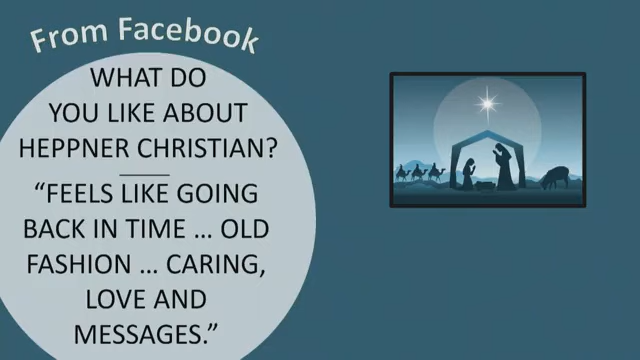 From Facebook
WHAT DO
YOU LIKE ABOUT
HEPPNER CHRISTIAN?
“FEELS LIKE GOING
BACK IN TIME … OLD
FASHION … CARING,
LOVE AND
MESSAGES.”